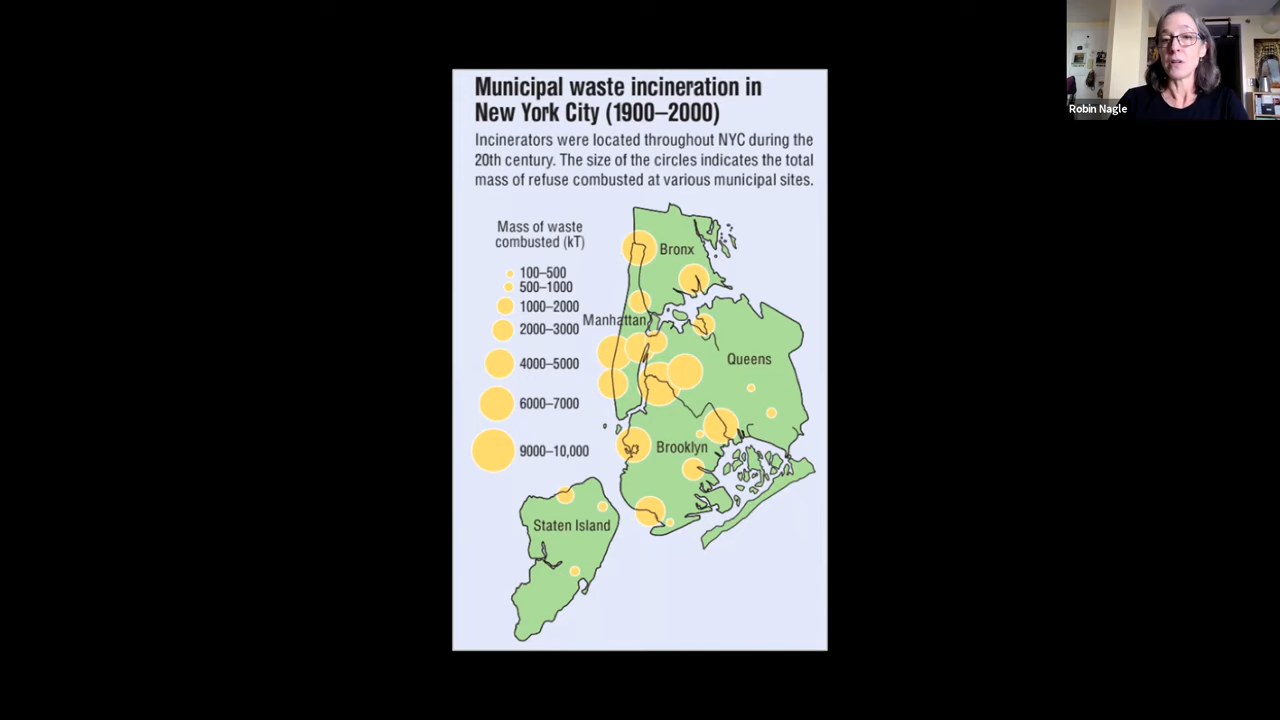 Municipal waste incineration in
New York City (1900–2000)
Incinerators were located throughout NYC during the
20th century. The size of the circles indicates the total
mass of refuse combusted at various municipal sites.
Mass of waste
combusted (kT)
100–500
500–1000
1000–2000
2000–3000
4000–5000
6000–7000
9000–10,000
Bronx
Manhattan
Queens
Brooklyn
Staten Island
Robin Nagle